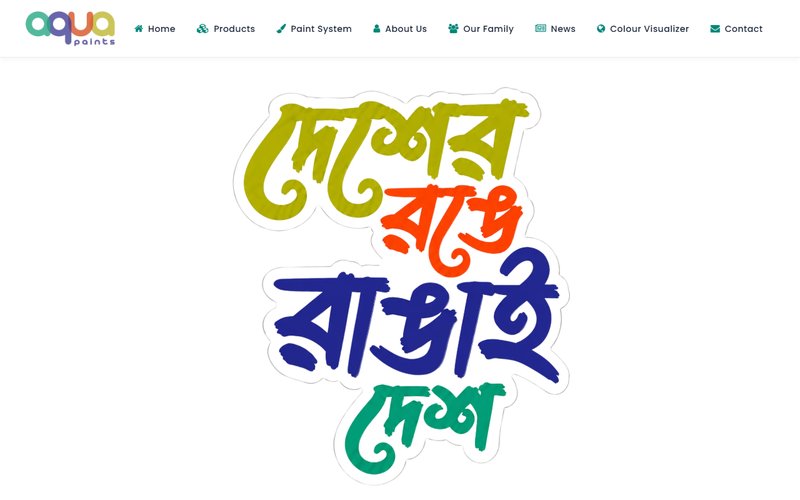 aqua
paints
Home Products Paint System About Us Our Family News Colour Visualizer Contact
দেশের
রঙে
রাঙাই
দেশ